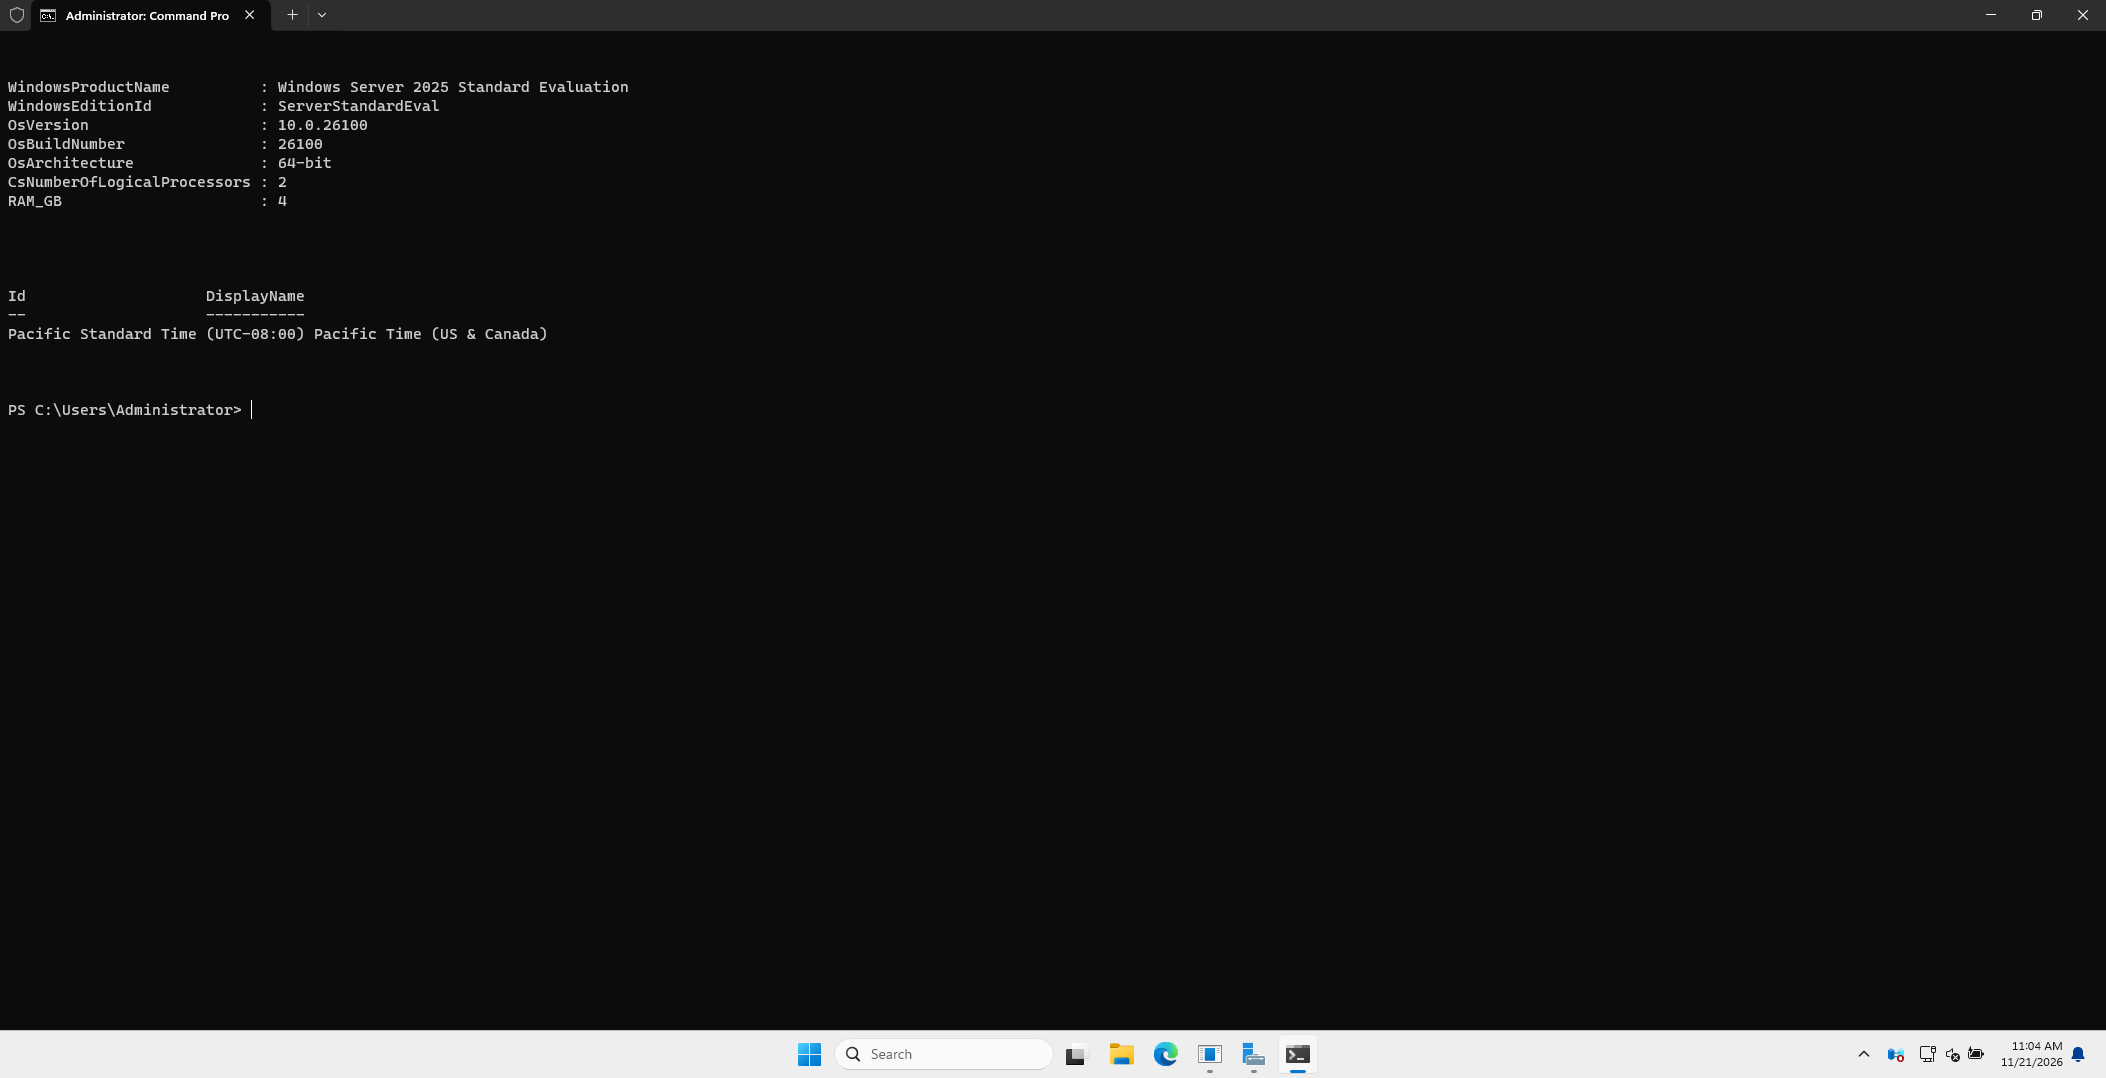 Administrator: Command Pro
WindowsProductName : Windows Server 2025 Standard Evaluation
WindowsEditionId : ServerStandardEval
OsVersion : 10.0.26100
OsBuildNumber : 26100
OsArchitecture : 64-bit
CsNumberOfLogicalProcessors : 2
RAM_GB : 4
Id DisplayName
-- -----------
Pacific Standard Time (UTC-08:00) Pacific Time (US & Canada)
PS C:\Users\Administrator>
Search
11:04 AM
11/21/2026